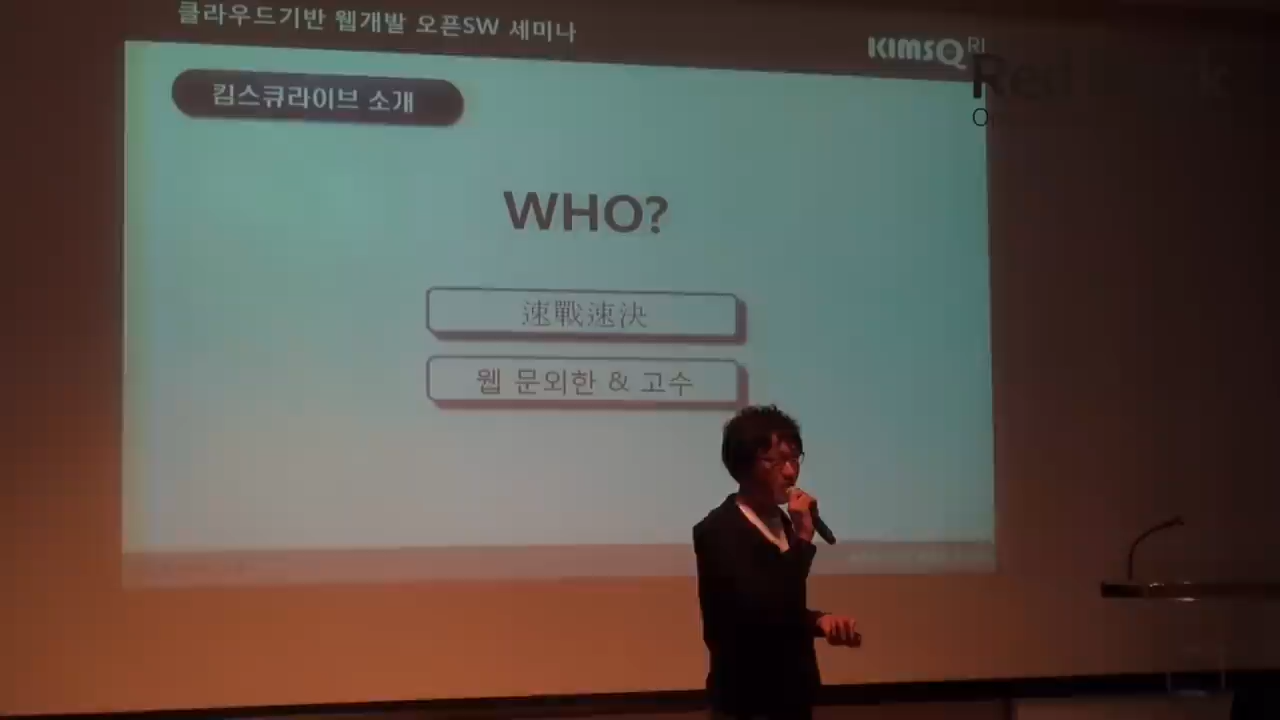 클라우드기반 웹개발 오픈SW 세미나
KIMSQ
킴스큐라이브 소개
WHO?
速戰速決
웹 문외한 & 고수